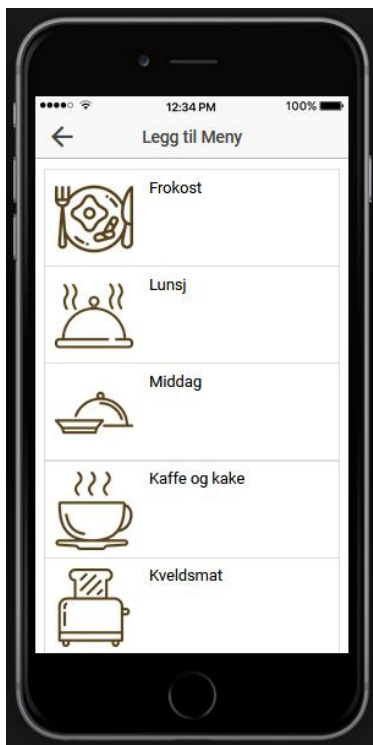 12:34 PM
100%
Legg til Meny
Frokost
Lunsj
Middag
Kaffe og kake
Kveldsmat